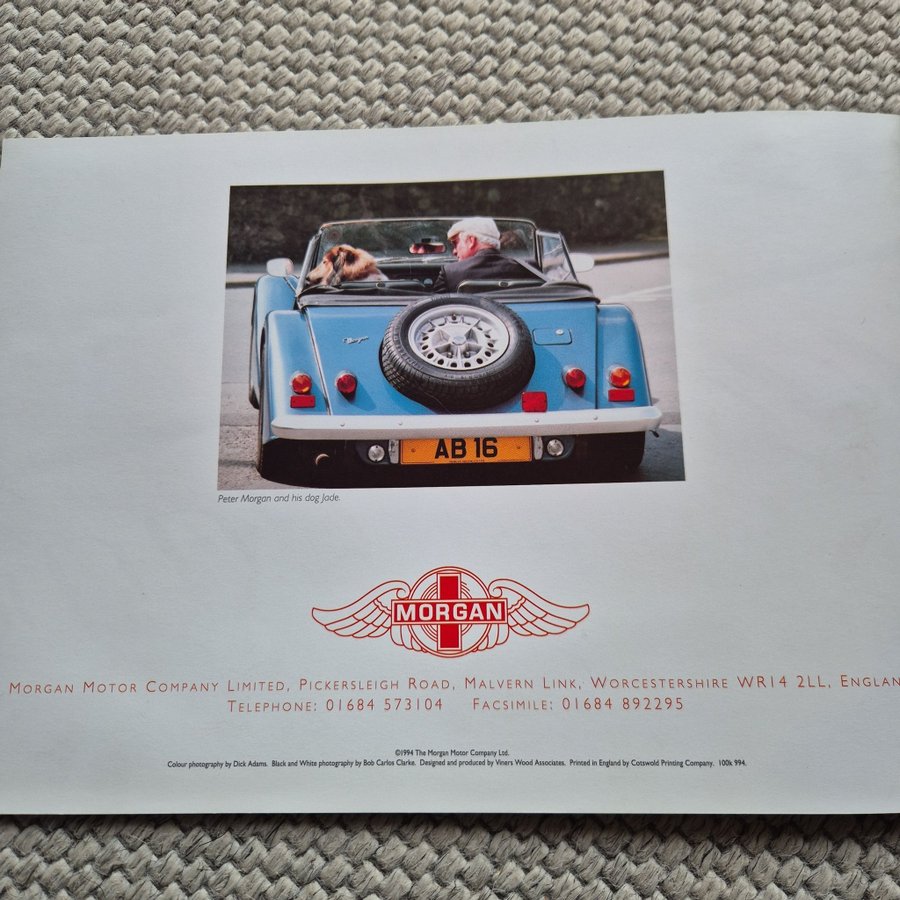 AB 16
Peter Morgan and his dog Jade.
MORGAN
Morgan Motor Company Limited, Pickersleigh Road, Malvern Link, Worcestershire WR14 2LL, Englan
Telephone: 01684 573104 Facsimile: 01684 892295
©1994 The Morgan Motor Company Ltd.
Colour photography by Dick Adams. Black and White photography by Bob Carlos Clarke. Designed and produced by Viners Wood Associates. Printed in England by Cotswold Printing Company. 100k 994.